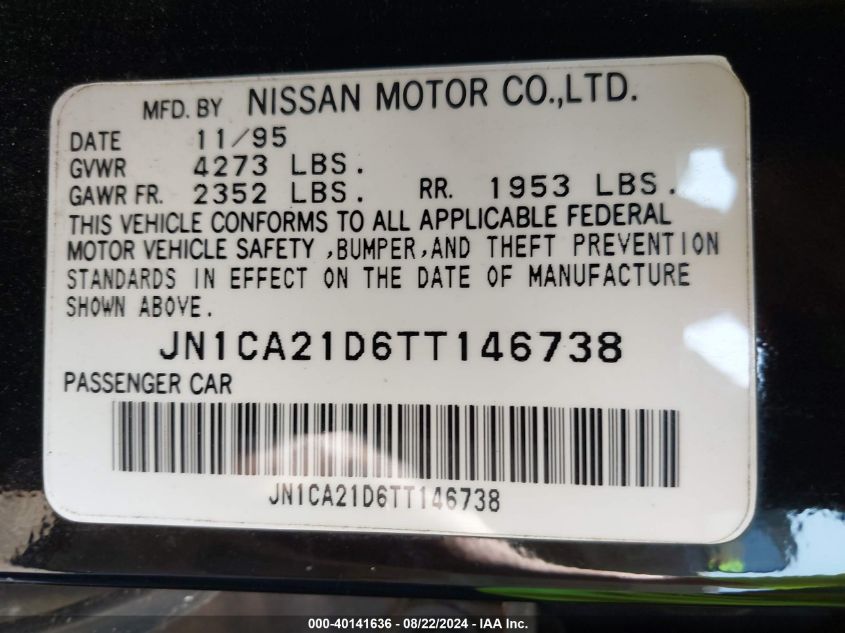 MFD. BY NISSAN MOTOR CO.,LTD.
DATE 11/95
GVWR 4273 LBS.
GAWR FR. 2352 LBS. RR. 1953 LBS.
THIS VEHICLE CONFORMS TO ALL APPLICABLE FEDERAL
MOTOR VEHICLE SAFETY ,BUMPER,AND THEFT PREVENTION
STANDARDS IN EFFECT ON THE DATE OF MANUFACTURE
SHOWN ABOVE.
JN1CA21D6TT146738
PASSENGER CAR
JN1CA21D6TT146738
000-40141636 - 08/22/2024 - IAA Inc.